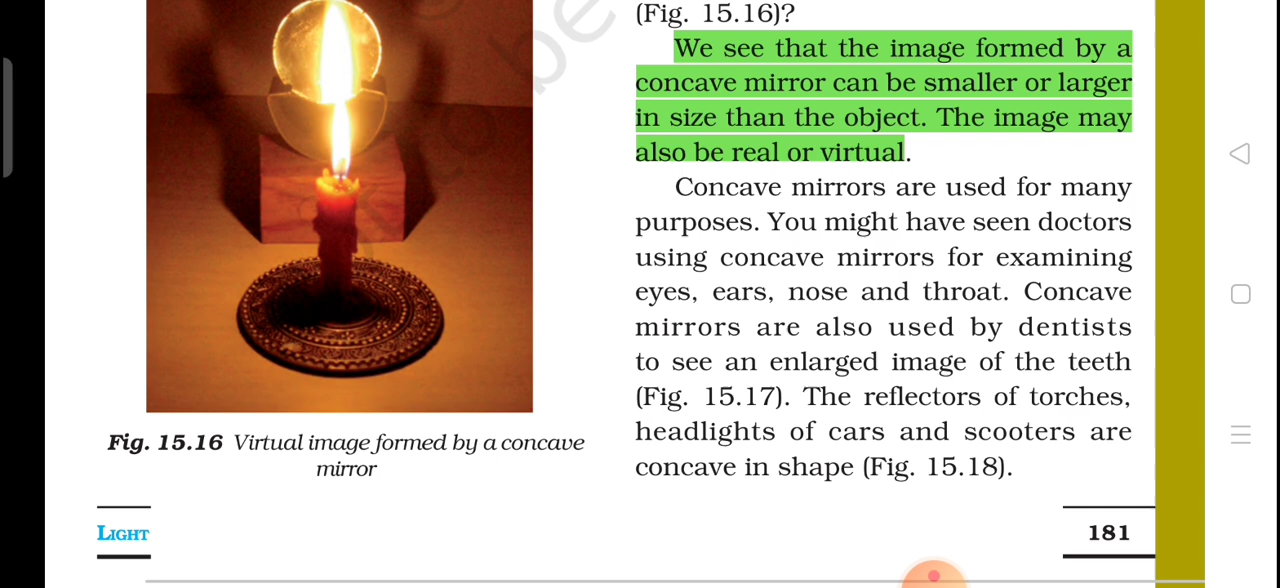 (Fig. 15.16)?
We see that the image formed by a
concave mirror can be smaller or larger
in size than the object. The image may
also be real or virtual.
Concave mirrors are used for many
purposes. You might have seen doctors
using concave mirrors for examining
eyes, ears, nose and throat. Concave
mirrors are also used by dentists
to see an enlarged image of the teeth
(Fig. 15.17). The reflectors of torches,
headlights of cars and scooters are
concave in shape (Fig. 15.18).
Fig. 15.16 Virtual image formed by a concave
mirror
LIGHT
181
be